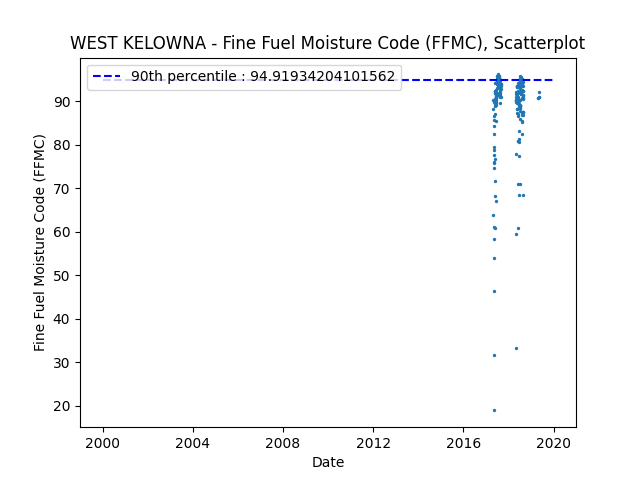 WEST KELOWNA - Fine Fuel Moisture Code (FFMC), Scatterplot
90th percentile : 94.91934204101562
Fine Fuel Moisture Code (FFMC)
90
80
70
60
50
40
30
20
2000 2004 2008 2012 2016 2020
Date